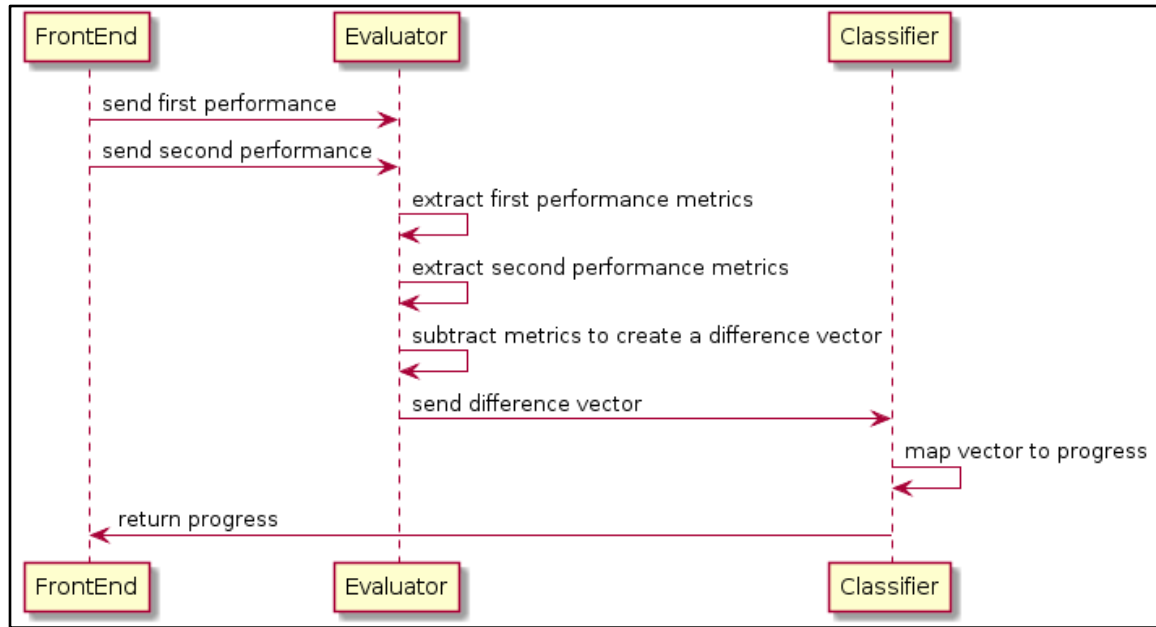 FrontEnd Evaluator Classifier
send first performance
send second performance
extract first performance metrics
extract second performance metrics
subtract metrics to create a difference vector
send difference vector
map vector to progress
return progress
FrontEnd Evaluator Classifier